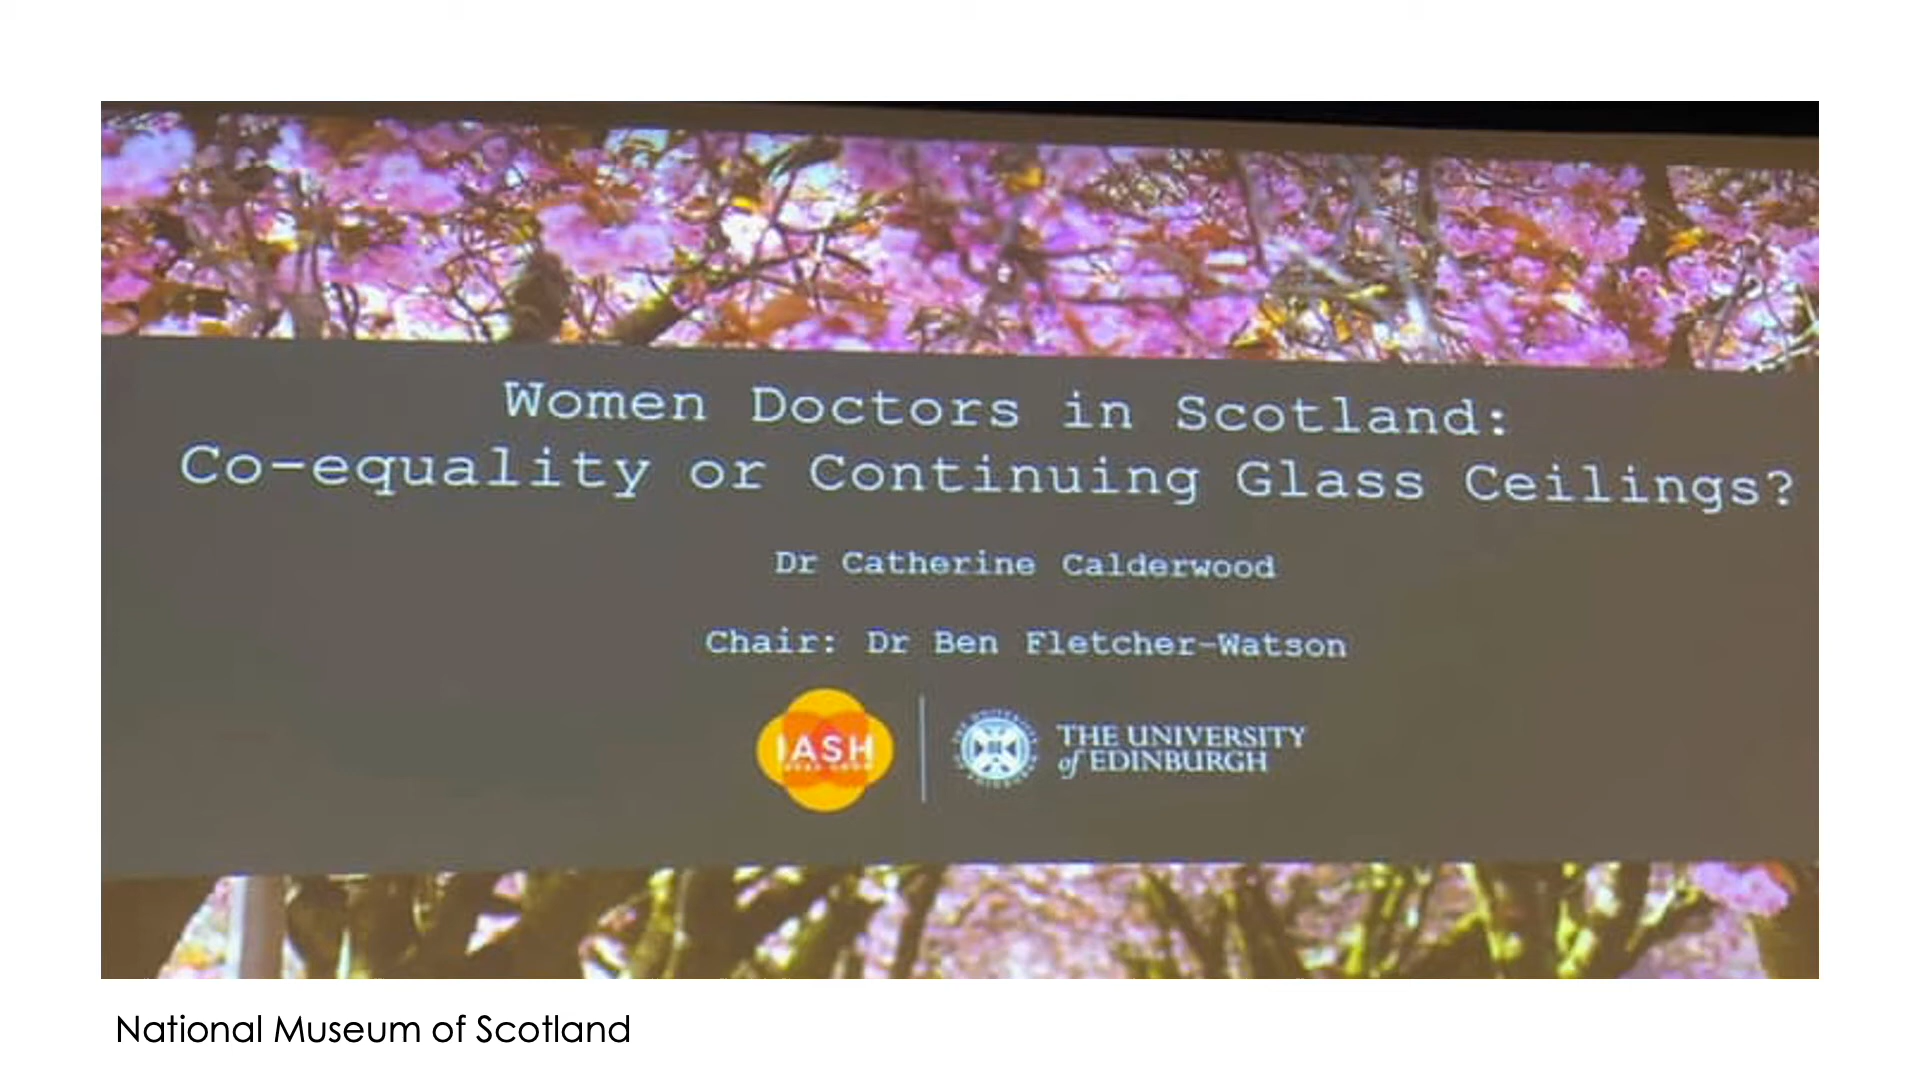 Women Doctors in Scotland:
Co-equality or Continuing Glass Ceilings?
Dr Catherine Calderwood
Chair: Dr Ben Fletcher-Watson
IASH
THE UNIVERSITY
of EDINBURGH
National Museum of Scotland